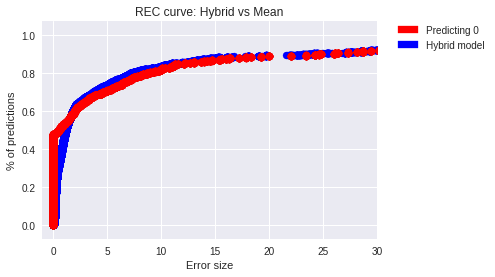 REC curve: Hybrid vs Mean
Predicting 0
Hybrid model
% of predictions
1.0
0.8
0.6
0.4
0.2
0.0
0 5 10 15 20 25 30
Error size